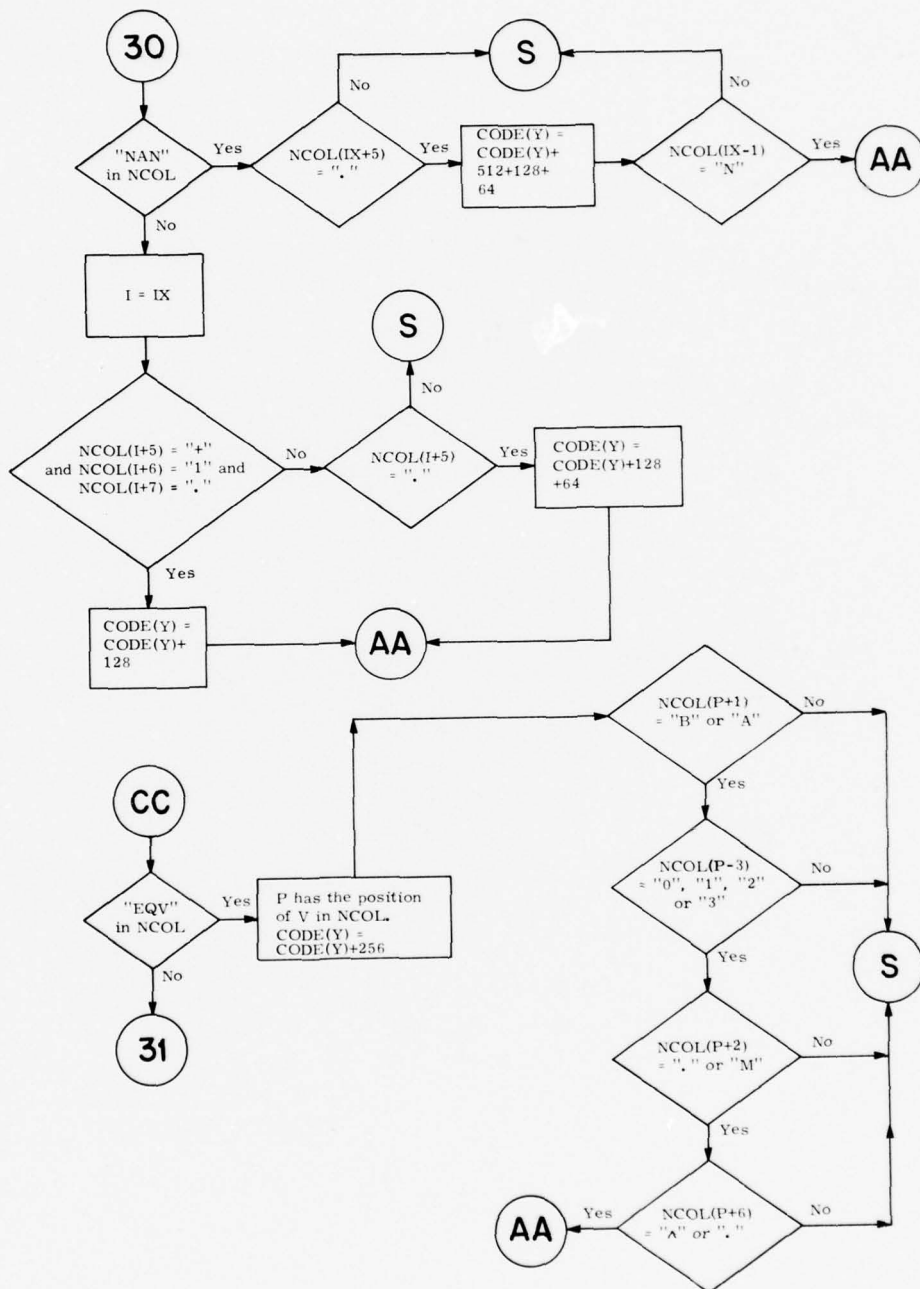 30
S
No
No
"NAN"
in NCOL
Yes
NCOL(IX+5)
= "."
Yes
CODE(Y) =
CODE(Y)+
512+128+
64
NCOL(IX-1)
= "N"
Yes
AA
No
I = IX
S
No
NCOL(I+5) = "+"
and NCOL(I+6) = "1" and
NCOL(I+7) = "."
No
NCOL(I+5)
= "."
Yes
CODE(Y) =
CODE(Y)+128
+64
Yes
CODE(Y) =
CODE(Y)+
128
AA
NCOL(P+1)
= "B" or "A"
No
Yes
CC
"EQV"
in NCOL
Yes
P has the position
of V in NCOL.
CODE(Y) =
CODE(Y)+256
NCOL(P-3)
= "0", "1", "2"
or "3"
No
No
Yes
S
31
NCOL(P+2)
= "." or "M"
No
Yes
AA
Yes
NCOL(P+6)
= "^" or "."
No